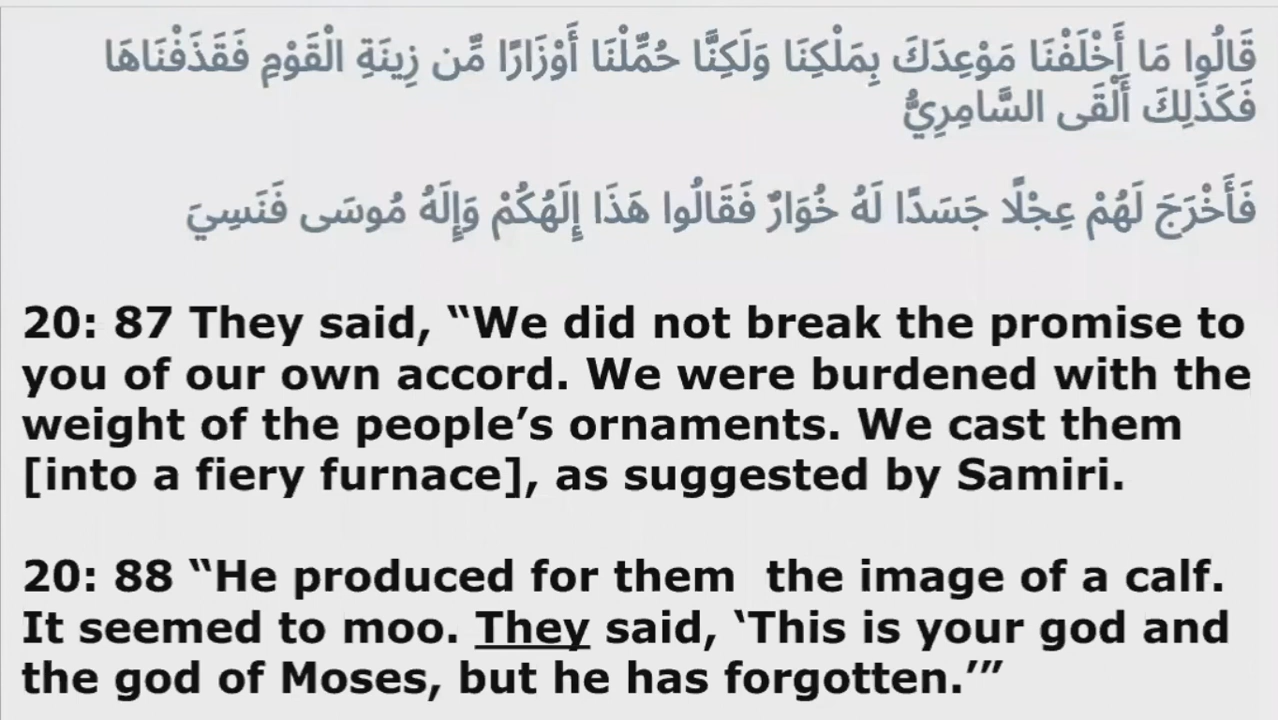 قَالُوا مَا أَخْلَفْنَا مَوْعِدَكَ بِمَلْكِنَا وَلَكِنَّا حُمِّلْنَا أَوْزَارًا مِّن زِينَةِ الْقَوْمِ فَقَذَفْنَاهَا
فَكَذَلِكَ أَلْقَى السَّامِرِيُّ
فَأَخْرَجَ لَهُمْ عِجْلًا جَسَدًا لَهُ خُوَارٌ فَقَالُوا هَذَا إِلَهُكُمْ وَإِلَهُ مُوسَى فَنَسِيَ
20: 87 They said, “We did not break the promise to
you of our own accord. We were burdened with the
weight of the people’s ornaments. We cast them
[into a fiery furnace], as suggested by Samiri.
20: 88 “He produced for them  the image of a calf.
It seemed to moo. They said, ‘This is your god and
the god of Moses, but he has forgotten.’”